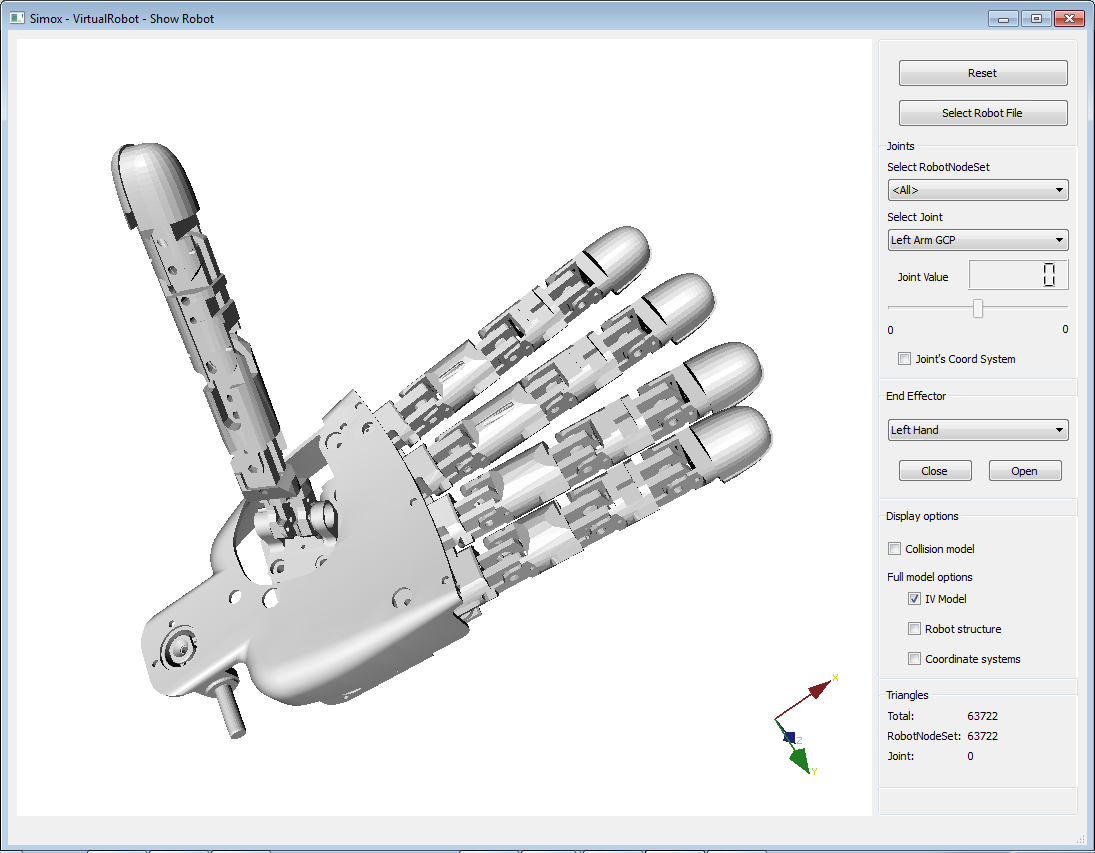 Simox - VirtualRobot - Show Robot
Reset
Select Robot File
Joints
Select RobotNodeSet
<All>
Select Joint
Left Arm GCP
Joint Value 0
0 0
Joint's Coord System
End Effector
Left Hand
Close Open
Display options
Collision model
Full model options
IV Model
Robot structure
Coordinate systems
Triangles
Total: 63722
RobotNodeSet: 63722
Joint: 0
X
Z
Y